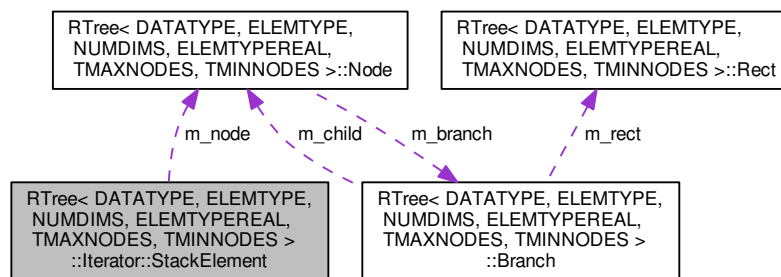 RTree< DATATYPE, ELEMTYPE,
NUMDIMS, ELEMTYPEREAL,
TMAXNODES, TMINNODES >::Node
RTree< DATATYPE, ELEMTYPE,
NUMDIMS, ELEMTYPEREAL,
TMAXNODES, TMINNODES >::Rect
m_node
m_child
m_branch
m_rect
RTree< DATATYPE, ELEMTYPE,
NUMDIMS, ELEMTYPEREAL,
TMAXNODES, TMINNODES >
::Iterator::StackElement
RTree< DATATYPE, ELEMTYPE,
NUMDIMS, ELEMTYPEREAL,
TMAXNODES, TMINNODES >
::Branch